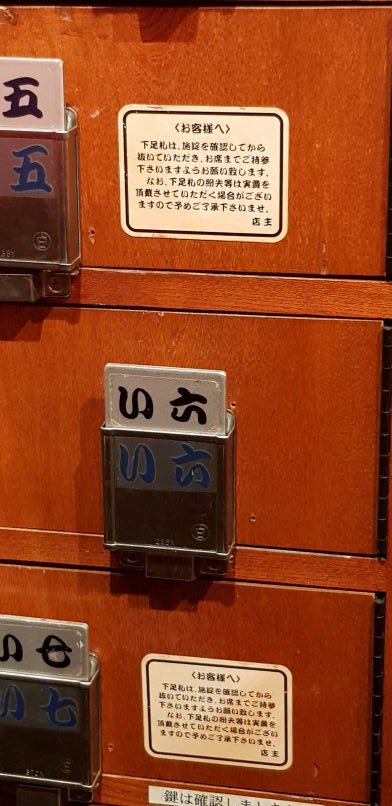 五
五
〈お客様へ〉
下足札は、施錠を確認してから
抜いていただき、お席までご持参
下さいますようお願い致します。
なお、下足札の紛失等は実費を
頂戴させていただく場合がござい
ますので予めご了承下さいませ。
店主
い六
い六
い七
い七
〈お客様へ〉
下足札は、施錠を確認してから
抜いていただき、お席までご持参
下さいますようお願い致します。
なお、下足札の紛失等は実費を
頂戴させていただく場合がござい
ますので予めご了承下さいませ。
店主
鍵は確認しました